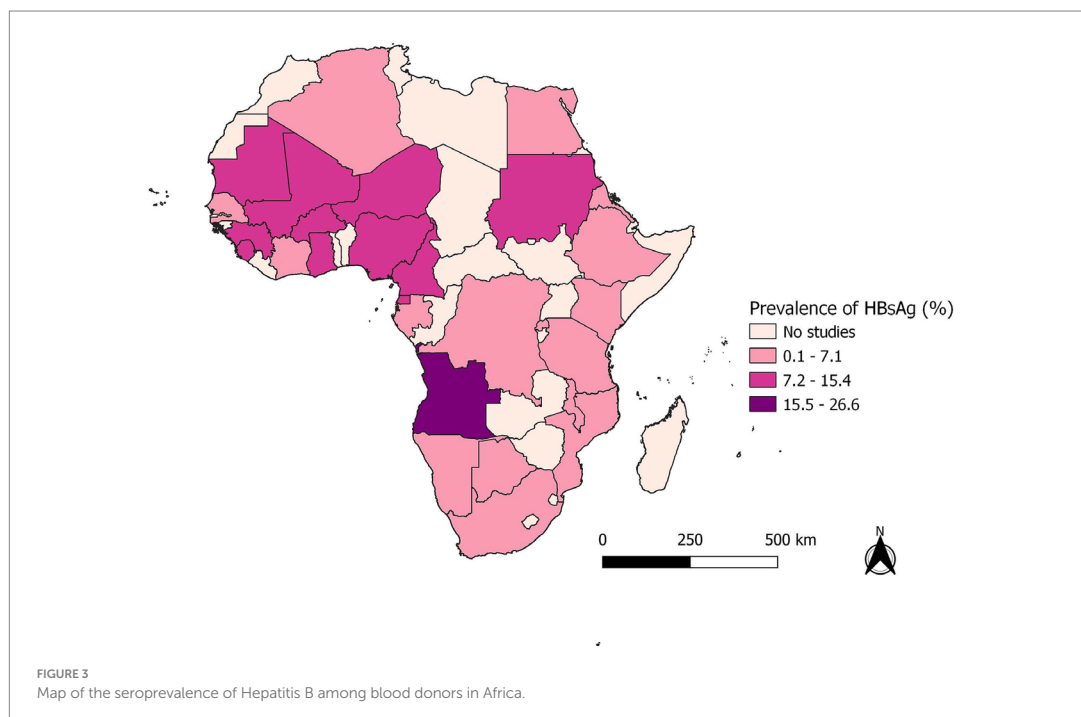 Prevalence of HBsAg (%)
No studies
0.1 - 7.1
7.2 - 15.4
15.5 - 26.6
0 250 500 km
N
FIGURE 3
Map of the seroprevalence of Hepatitis B among blood donors in Africa.